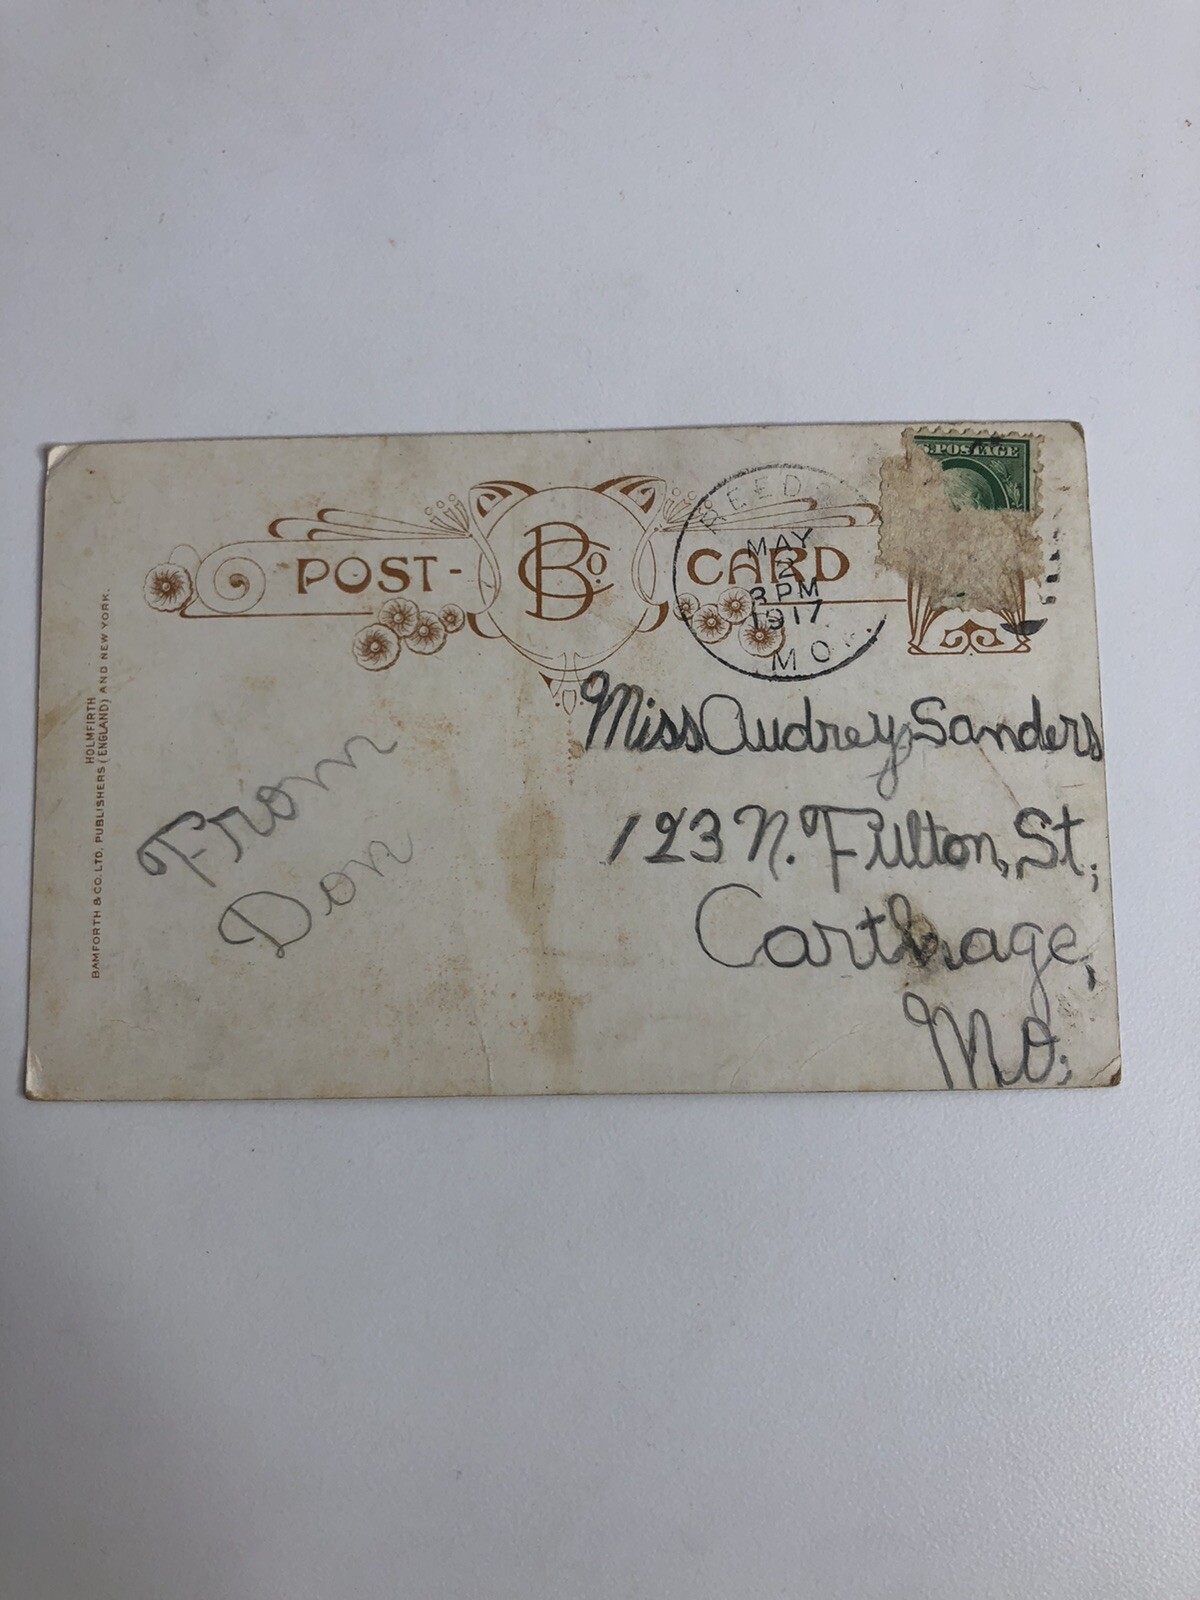 S.POSTAGE
POST- B Co. CARD
REEDS
MAY
2
3 PM
1917
MO.
HOLMFIRTH
BAMFORTH & CO. LTD. PUBLISHERS (ENGLAND) AND NEW YORK.
From
Don
Miss Audrey, Sanders
123 N. Fulton, St,
Carthage,
Mo,